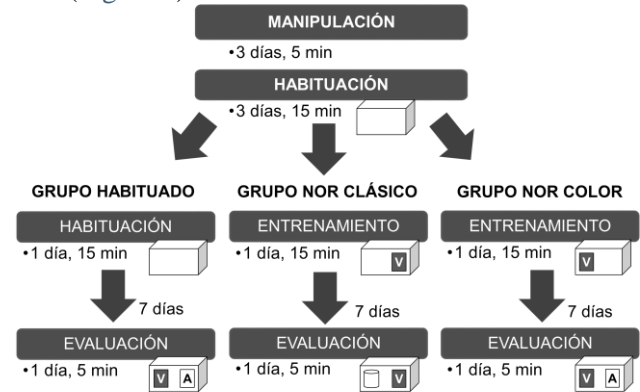 MANIPULACIÓN
•3 días, 5 min
HABITUACIÓN
•3 días, 15 min
GRUPO HABITUADO
HABITUACIÓN
•1 día, 15 min
7 días
EVALUACIÓN
•1 día, 5 min
V A
GRUPO NOR CLÁSICO
ENTRENAMIENTO
•1 día, 15 min
V
7 días
EVALUACIÓN
•1 día, 5 min
V
GRUPO NOR COLOR
ENTRENAMIENTO
•1 día, 15 min
V
7 días
EVALUACIÓN
•1 día, 5 min
V A